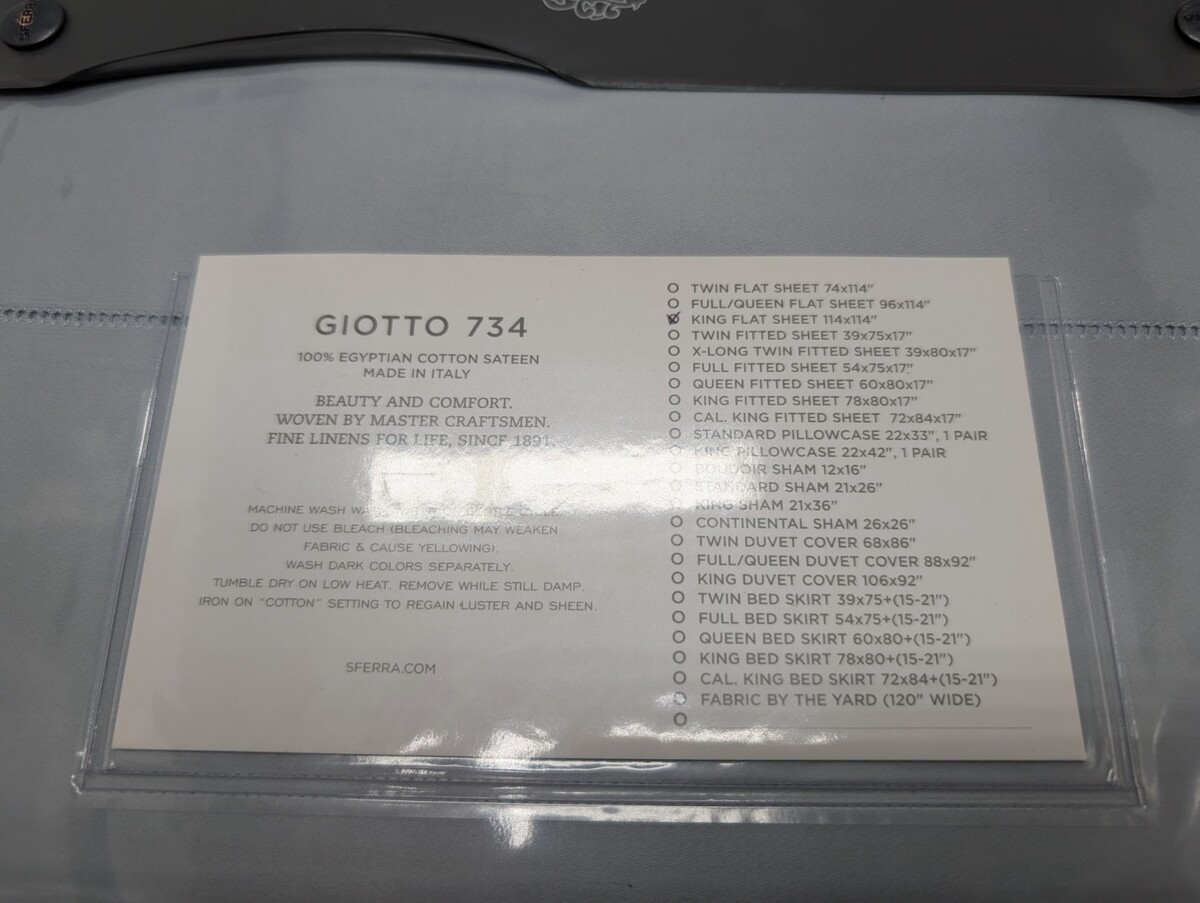 SFERRA
GIOTTO 734
100% EGYPTIAN COTTON SATEEN
MADE IN ITALY
BEAUTY AND COMFORT.
WOVEN BY MASTER CRAFTSMEN.
FINE LINENS FOR LIFE, SINCE 1891.
MACHINE WASH
DO NOT USE BLEACH (BLEACHING MAY WEAKEN
FABRIC & CAUSE YELLOWING).
WASH DARK COLORS SEPARATELY.
TUMBLE DRY ON LOW HEAT. REMOVE WHILE STILL DAMP.
IRON ON "COTTON" SETTING TO REGAIN LUSTER AND SHEEN.
SFERRA.COM
TWIN FLAT SHEET 74x114"
FULL/QUEEN FLAT SHEET 96x114"
KING FLAT SHEET 114x114"
TWIN FITTED SHEET 39x75x17"
X-LONG TWIN FITTED SHEET 39x80x17"
FULL FITTED SHEET 54x75x17"
QUEEN FITTED SHEET 60x80x17"
KING FITTED SHEET 78x80x17"
CAL. KING FITTED SHEET 72x84x17"
STANDARD PILLOWCASE 22x33", 1 PAIR
KING PILLOWCASE 22x42", 1 PAIR
BOUDOIR SHAM 12x16"
STANDARD SHAM 21x26"
KING SHAM 21x36"
CONTINENTAL SHAM 26x26"
TWIN DUVET COVER 68x86"
FULL/QUEEN DUVET COVER 88x92"
KING DUVET COVER 106x92"
TWIN BED SKIRT 39x75+(15-21")
FULL BED SKIRT 54x75+(15-21")
QUEEN BED SKIRT 60x80+(15-21")
KING BED SKIRT 78x80+(15-21")
CAL. KING BED SKIRT 72x84+(15-21")
FABRIC BY THE YARD (120" WIDE)